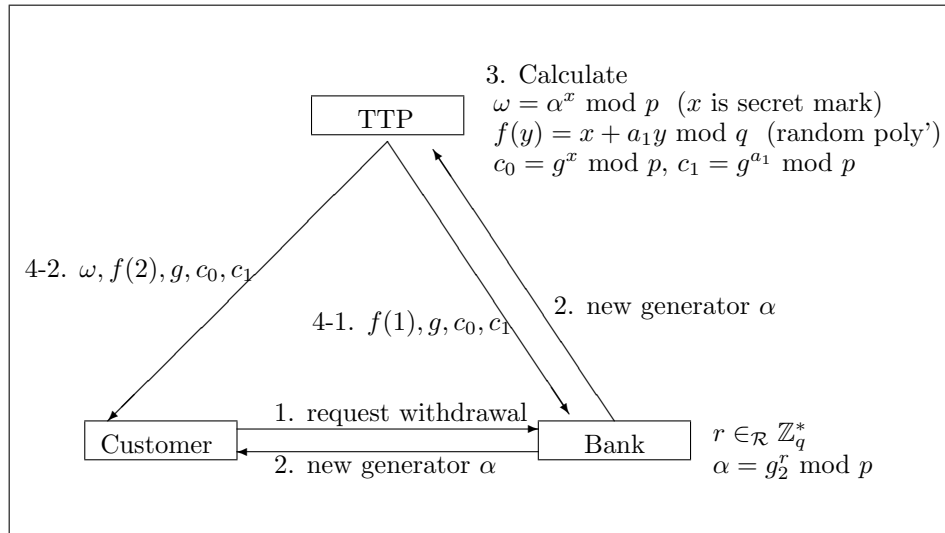 3. Calculate
TTP
ω = α^x mod p (x is secret mark)
f(y) = x + a_1y mod q (random poly’)
c_0 = g^x mod p, c_1 = g^{a_1} mod p
4-2. ω, f(2), g, c_0, c_1
2. new generator α
4-1. f(1), g, c_0, c_1
1. request withdrawal
Customer
Bank
r ∈_ℛ ℤ_q^*
2. new generator α
α = g_2^r mod p